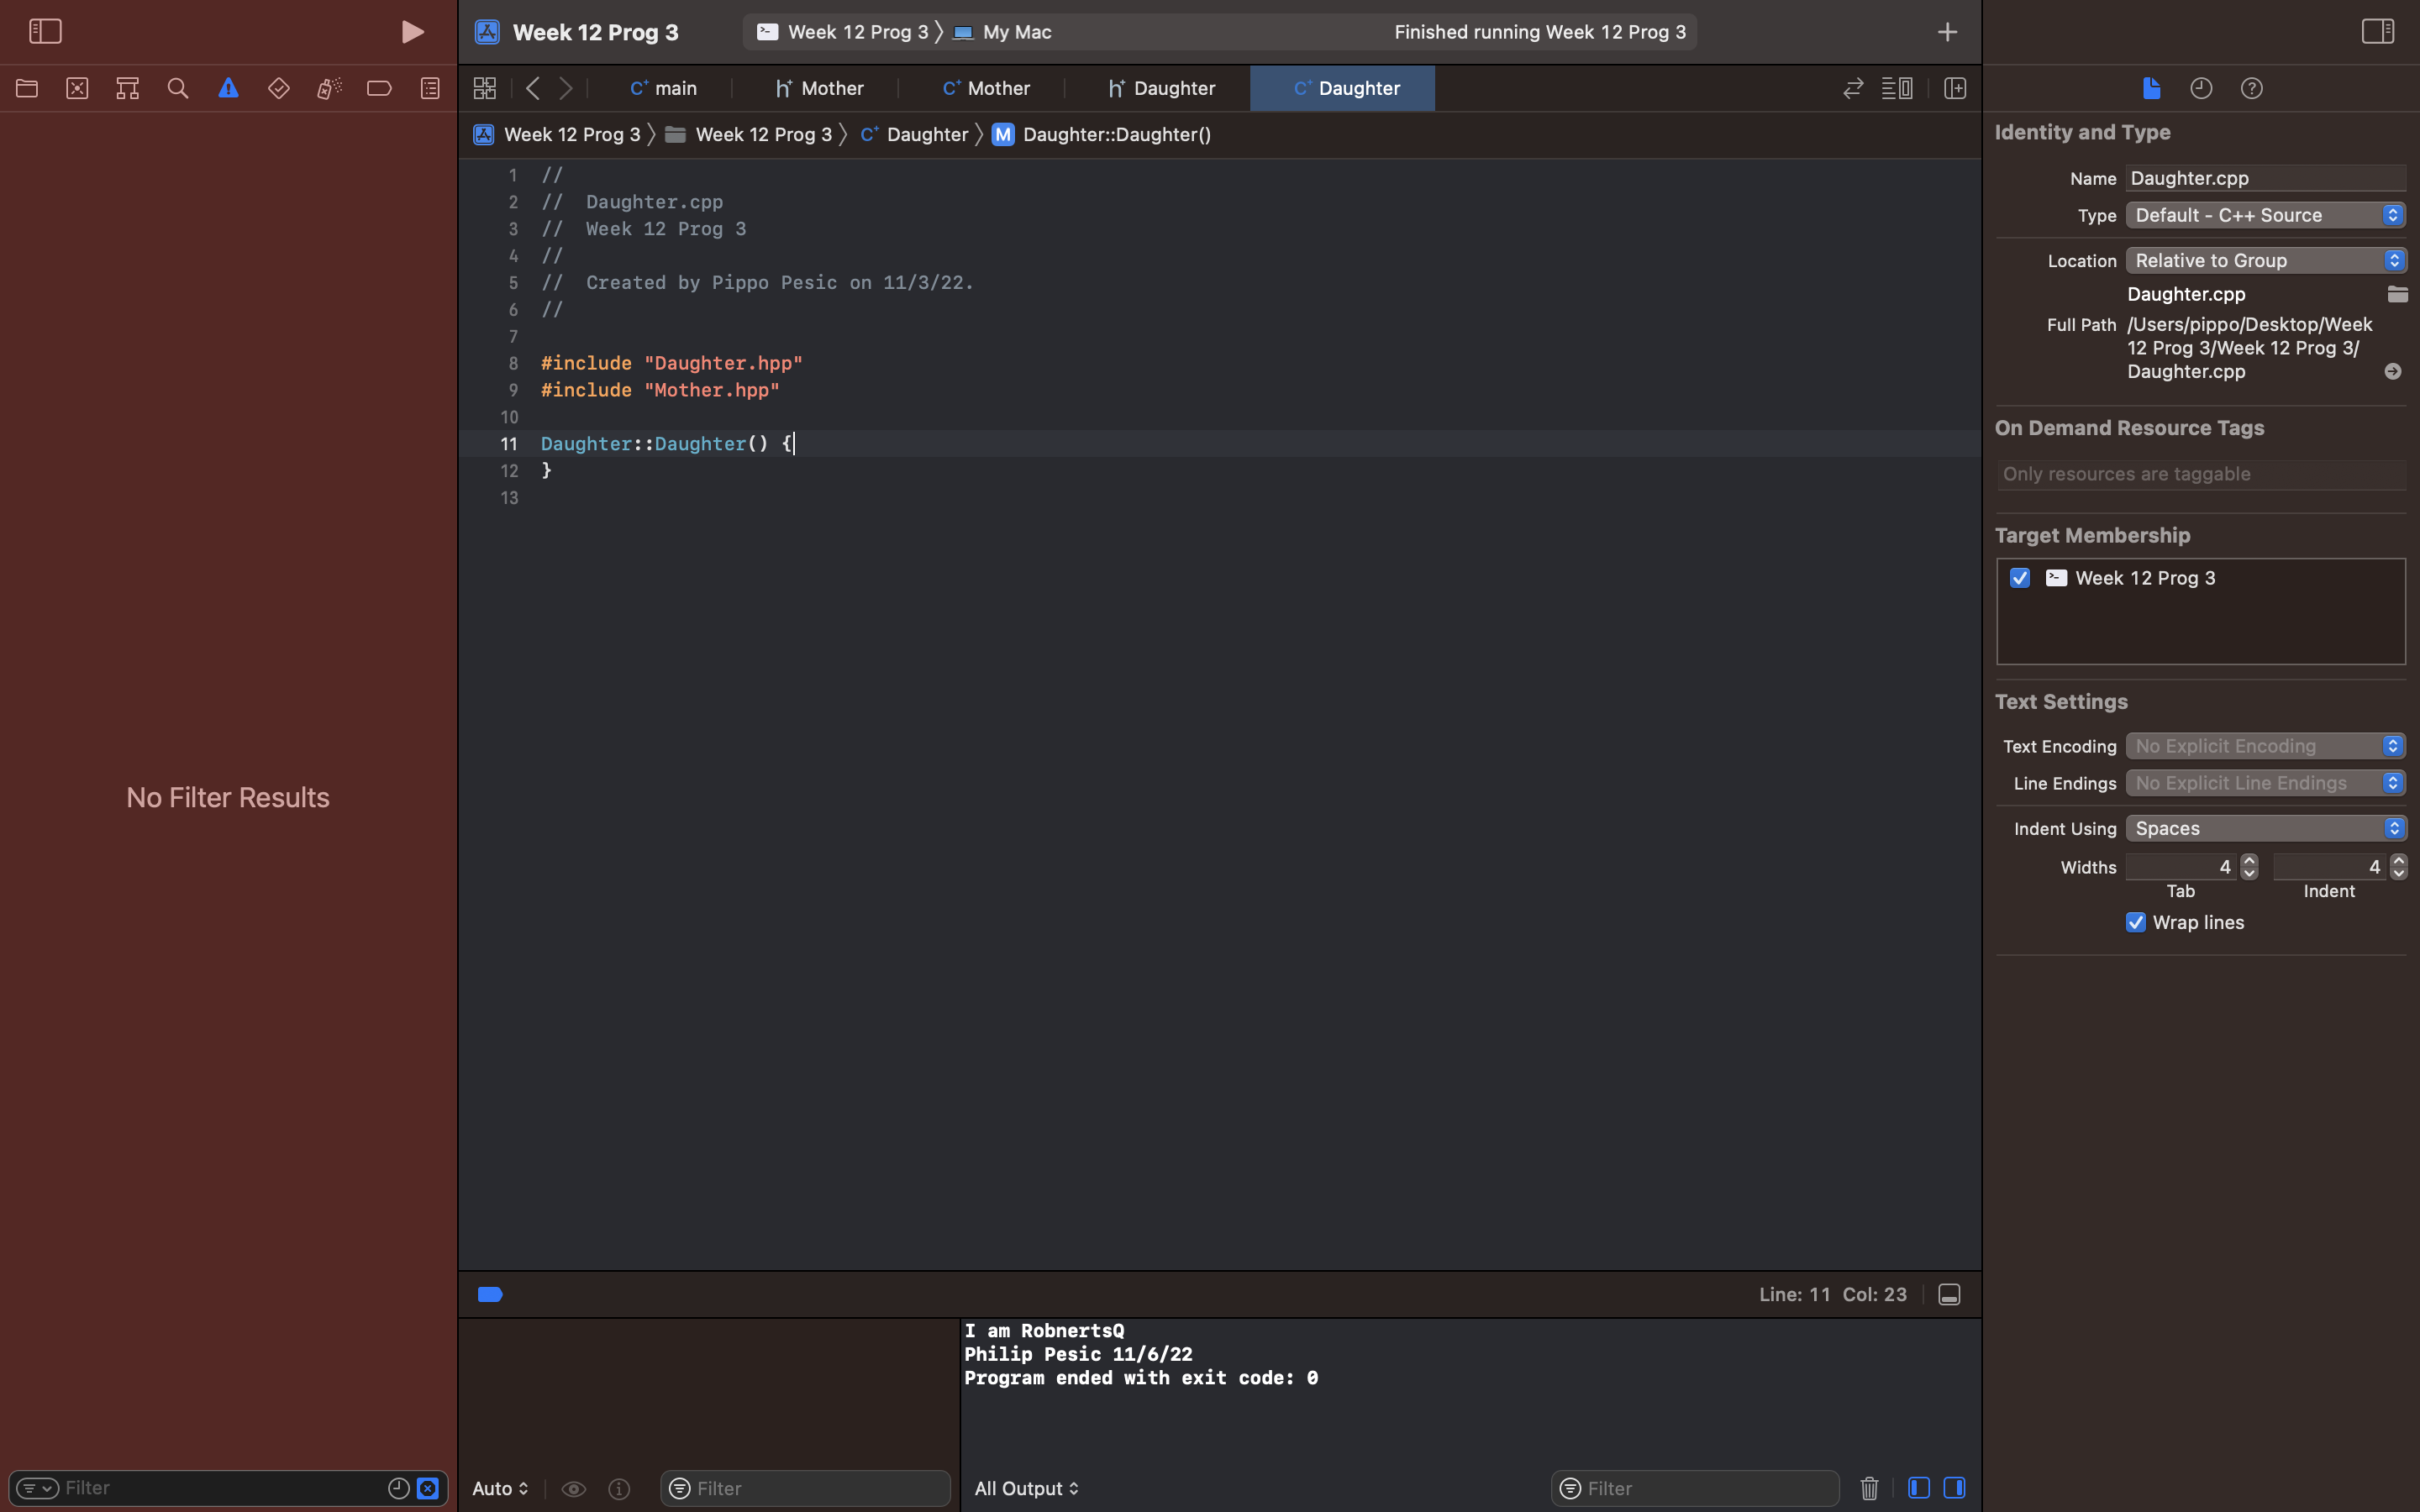 Week 12 Prog 3
Week 12 Prog 3 〉 My Mac
Finished running Week 12 Prog 3
C+ main
h+ Mother
C+ Mother
h+ Daughter
C+ Daughter
Week 12 Prog 3 〉 Week 12 Prog 3 〉 C+ Daughter 〉 M Daughter::Daughter()
No Filter Results
Filter
1 //
2 //  Daughter.cpp
3 //  Week 12 Prog 3
4 //
5 //  Created by Pippo Pesic on 11/3/22.
6 //
7
8 #include "Daughter.hpp"
9 #include "Mother.hpp"
10
11 Daughter::Daughter() {
12 }
13
Line: 11 Col: 23
I am RobnertsQ
Philip Pesic 11/6/22
Program ended with exit code: 0
Auto
Filter
All Output
Filter
Identity and Type
Name Daughter.cpp
Type Default - C++ Source
Location Relative to Group
Daughter.cpp
Full Path /Users/pippo/Desktop/Week
12 Prog 3/Week 12 Prog 3/
Daughter.cpp
On Demand Resource Tags
Only resources are taggable
Target Membership
Week 12 Prog 3
Text Settings
Text Encoding No Explicit Encoding
Line Endings No Explicit Line Endings
Indent Using Spaces
Widths 4 4
Tab Indent
Wrap lines